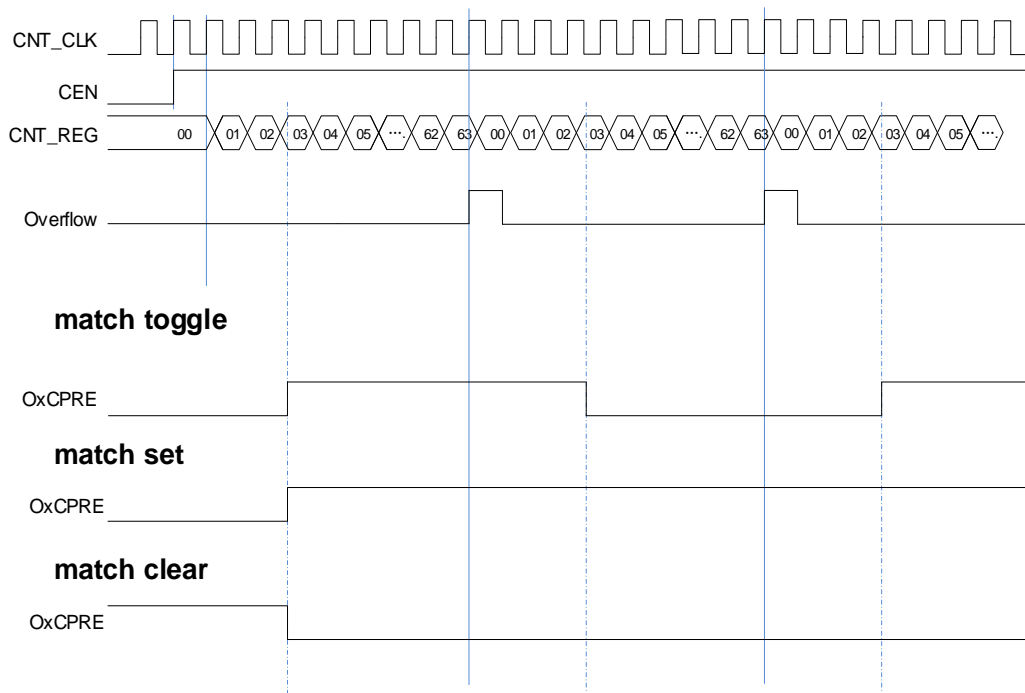 CNT_CLK
CEN
CNT_REG 00 01 02 03 04 05 .... 62 63 00 01 02 03 04 05 .... 62 63 00 01 02 03 04 05 ....
Overflow
match toggle
OxCPRE
match set
OxCPRE
match clear
OxCPRE